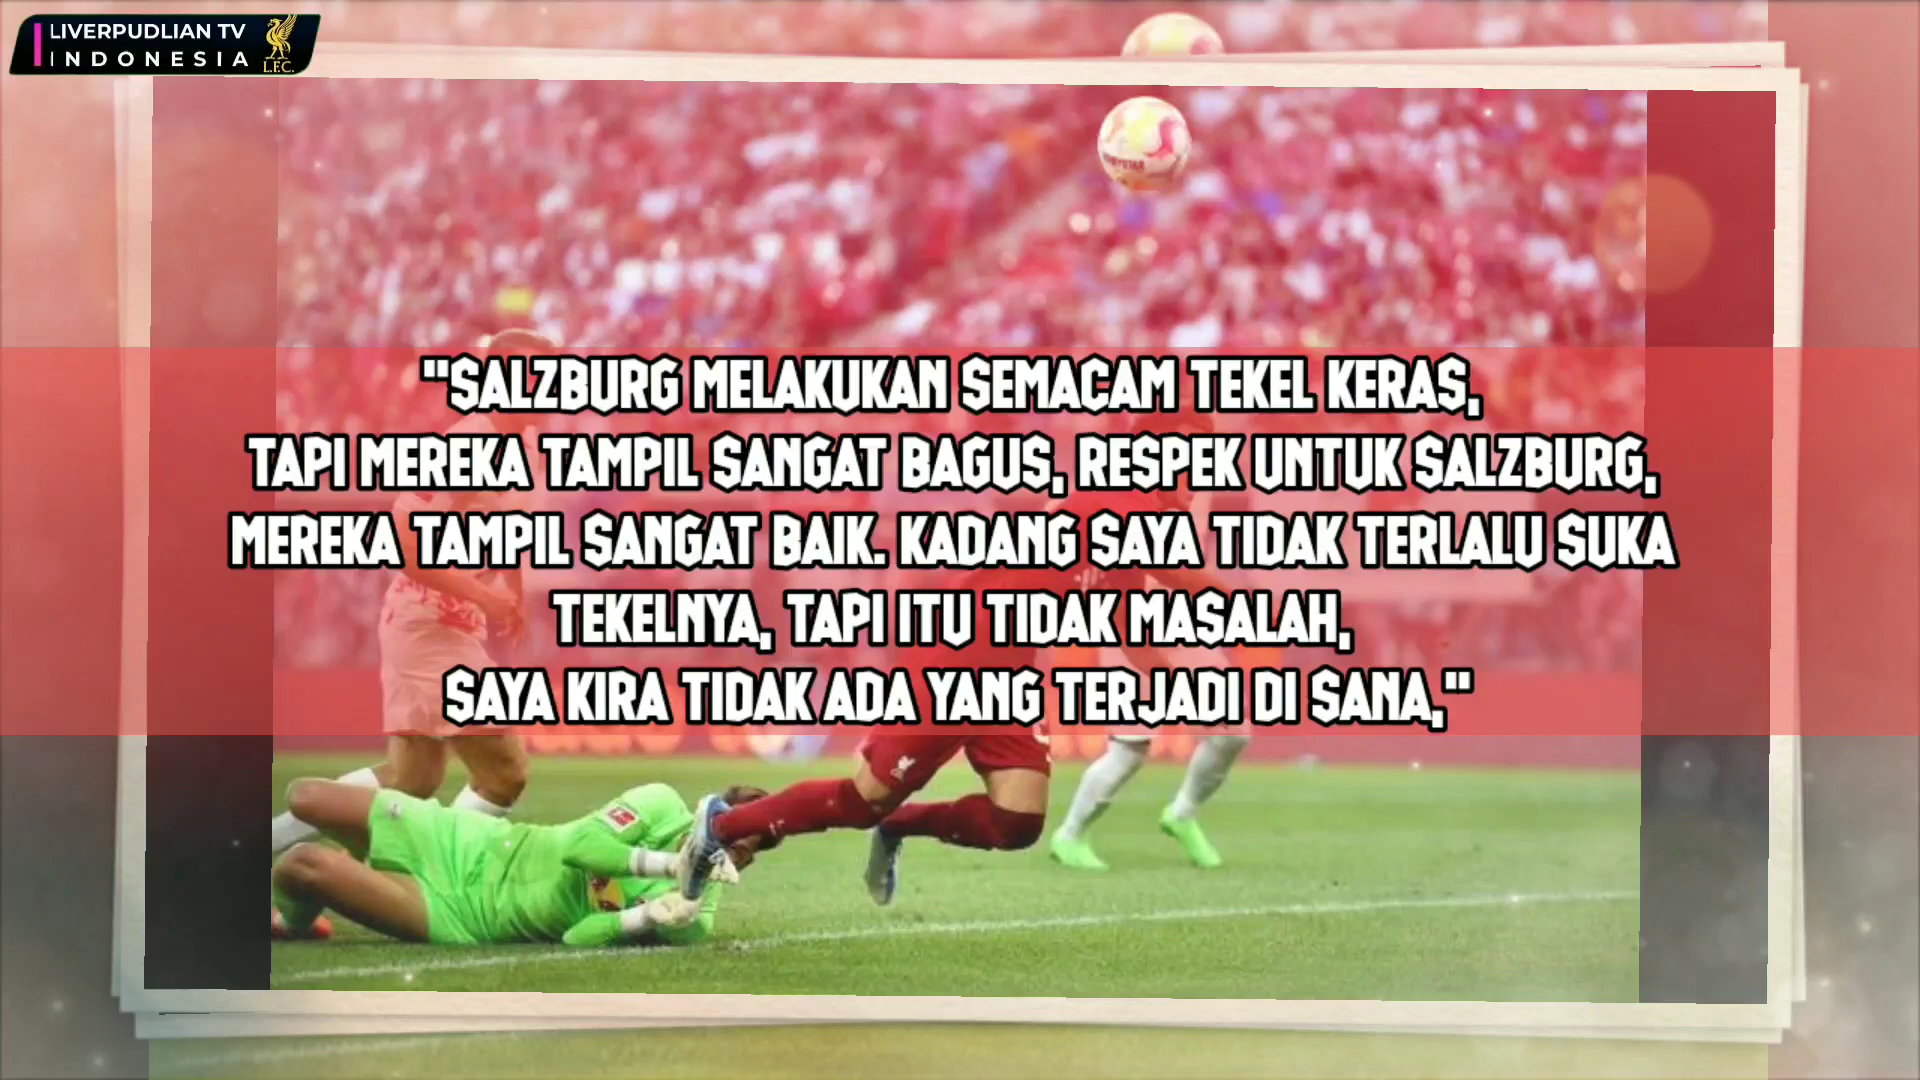 LIVERPUDLIAN TV
INDONESIA
L.F.C.
"SALZBURG MELAKUKAN SEMACAM TEKEL KERAS,
TAPI MEREKA TAMPIL SANGAT BAGUS, RESPEK UNTUK SALZBURG,
MEREKA TAMPIL SANGAT BAIK. KADANG SAYA TIDAK TERLALU SUKA
TEKELNYA, TAPI ITU TIDAK MASALAH,
SAYA KIRA TIDAK ADA YANG TERJADI DI SANA,"